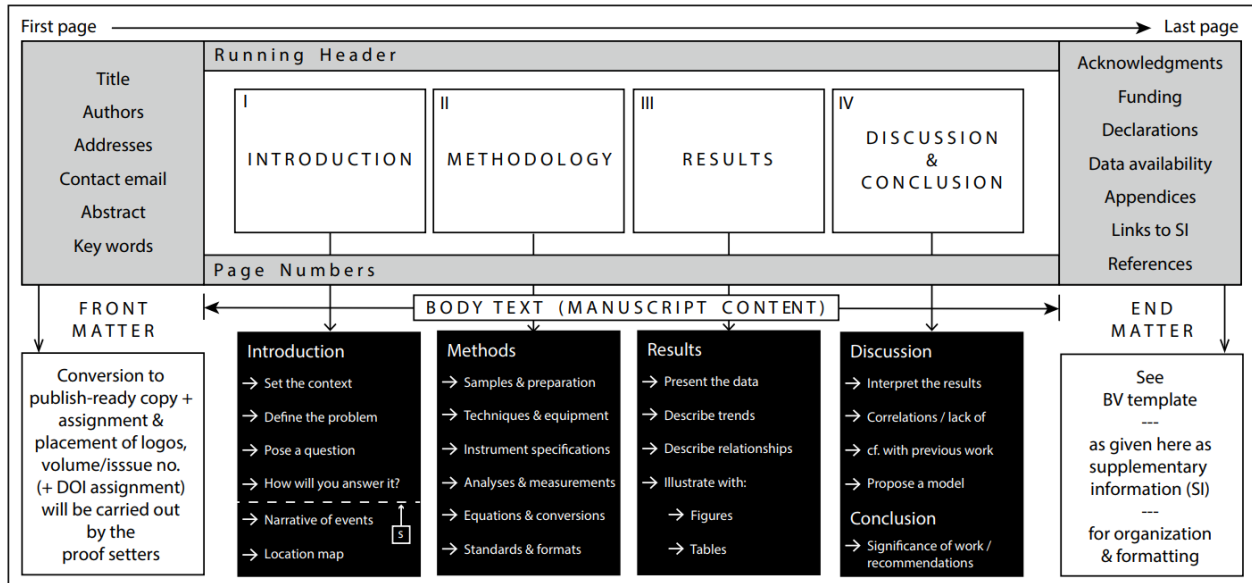 First page
Last page
Title
Authors
Addresses
Contact email
Abstract
Key words
Running Header
I
INTRODUCTION
II
METHODOLOGY
III
RESULTS
IV
DISCUSSION
&
CONCLUSION
Page Numbers
Acknowledgments
Funding
Declarations
Data availability
Appendices
Links to SI
References
FRONT
MATTER
BODY TEXT (MANUSCRIPT CONTENT)
END
MATTER
Conversion to
publish-ready copy +
assignment &
placement of logos,
volume/isssue no.
(+ DOI assignment)
will be carried out
by the
proof setters
Introduction
→ Set the context
→ Define the problem
→ Pose a question
→ How will you answer it?
→ Narrative of events
S
→ Location map
Methods
→ Samples & preparation
→ Techniques & equipment
→ Instrument specifications
→ Analyses & measurements
→ Equations & conversions
→ Standards & formats
Results
→ Present the data
→ Describe trends
→ Describe relationships
→ Illustrate with:
→ Figures
→ Tables
Discussion
→ Interpret the results
→ Correlations / lack of
→ cf. with previous work
→ Propose a model
Conclusion
→ Significance of work /
recommendations
See
BV template
---
as given here as
supplementary
information (SI)
---
for organization
& formatting